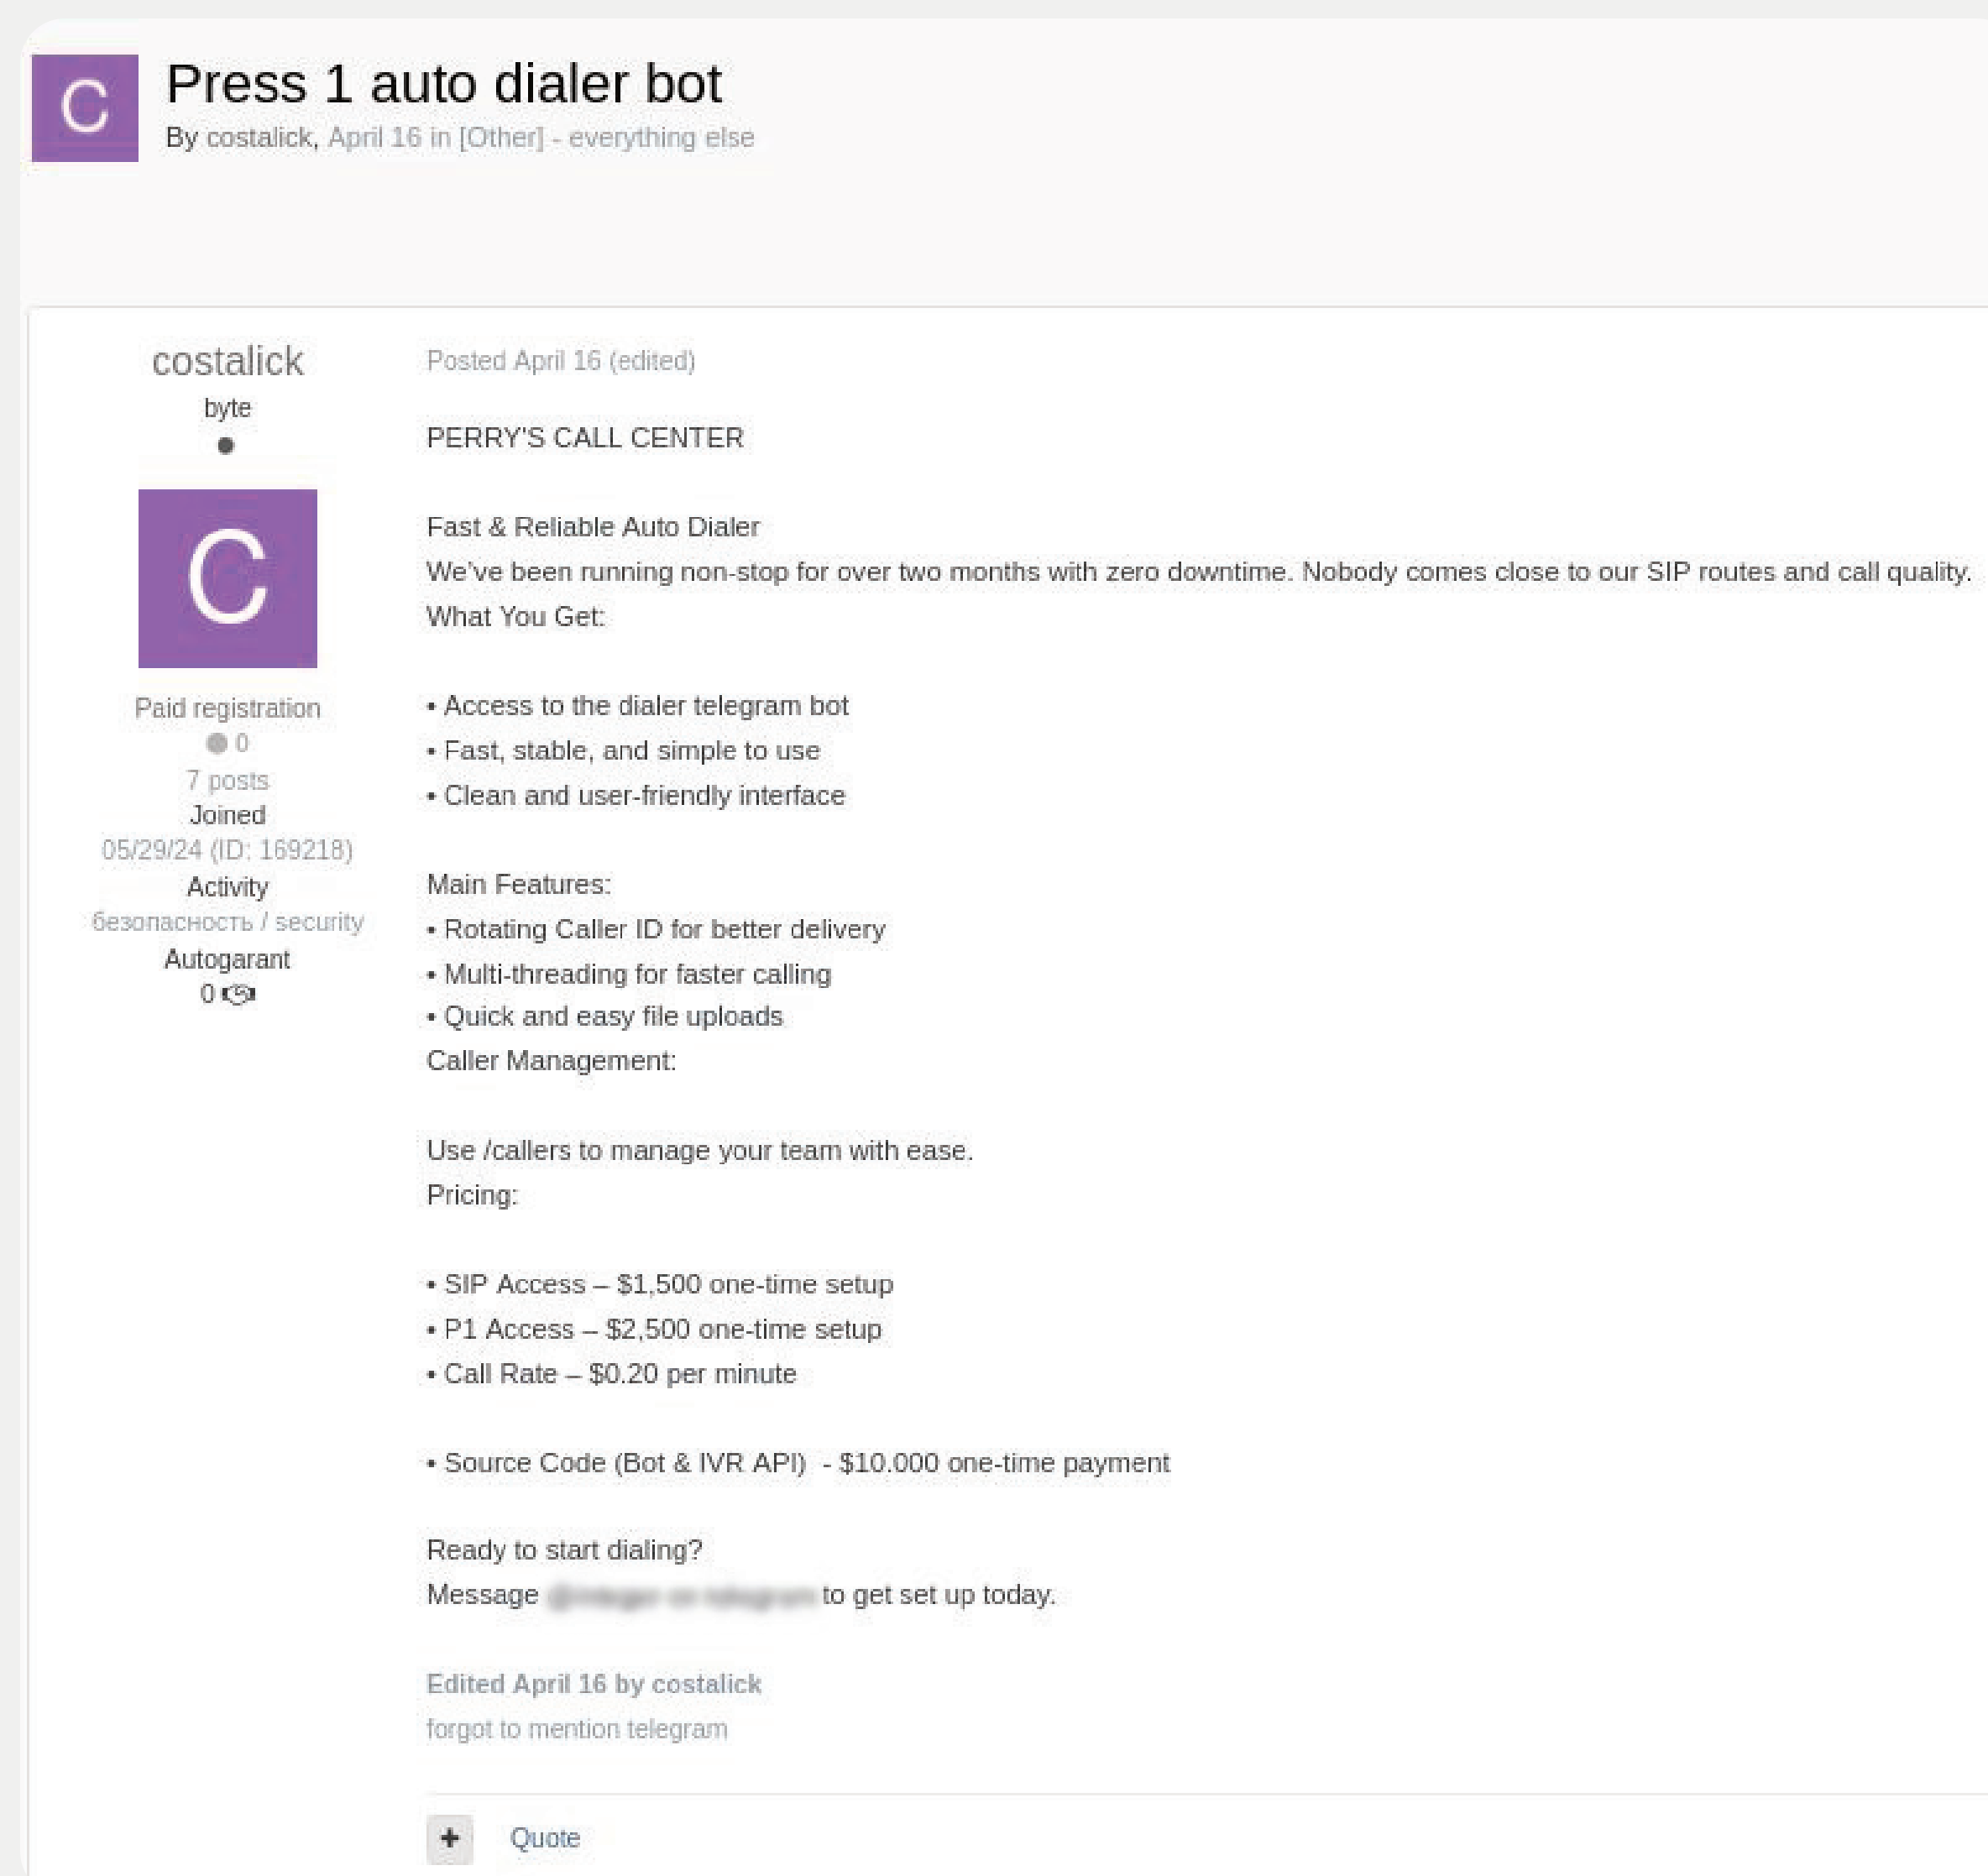 C
Press 1 auto dialer bot
By costalick, April 16 in [Other] - everything else
costalick
byte
C
Paid registration
0
7 posts
Joined
05/29/24 (ID: 169218)
Activity
безопасность / security
Autogarant
0
Posted April 16 (edited)
PERRY'S CALL CENTER
Fast & Reliable Auto Dialer
We've been running non-stop for over two months with zero downtime. Nobody comes close to our SIP routes and call quality.
What You Get:
• Access to the dialer telegram bot
• Fast, stable, and simple to use
• Clean and user-friendly interface
Main Features:
• Rotating Caller ID for better delivery
• Multi-threading for faster calling
• Quick and easy file uploads
Caller Management:
Use /callers to manage your team with ease.
Pricing:
• SIP Access – $1,500 one-time setup
• P1 Access – $2,500 one-time setup
• Call Rate – $0.20 per minute
• Source Code (Bot & IVR API)  - $10.000 one-time payment
Ready to start dialing?
Message to get set up today.
Edited April 16 by costalick
forgot to mention telegram
+ Quote